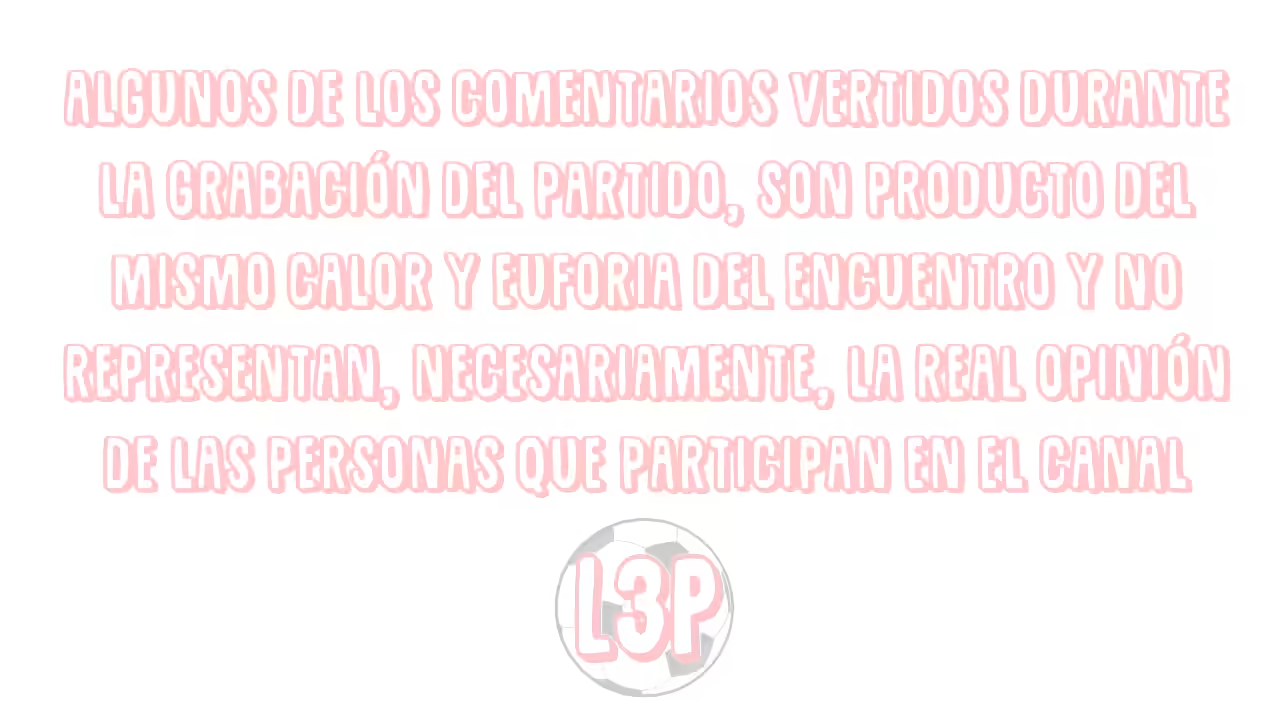 ALGUNOS DE LOS COMENTARIOS VERTIDOS DURANTE
LA GRABACIÓN DEL PARTIDO, SON PRODUCTO DEL
MISMO CALOR Y EUFORIA DEL ENCUENTRO Y NO
REPRESENTAN, NECESARIAMENTE, LA REAL OPINIÓN
DE LAS PERSONAS QUE PARTICIPAN EN EL CANAL
L3P